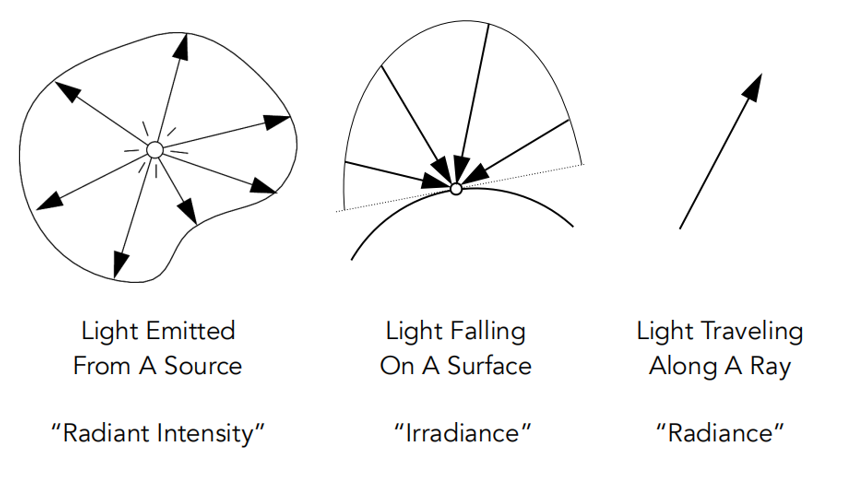 Light Emitted
From A Source
“Radiant Intensity”
Light Falling
On A Surface
“Irradiance”
Light Traveling
Along A Ray
“Radiance”